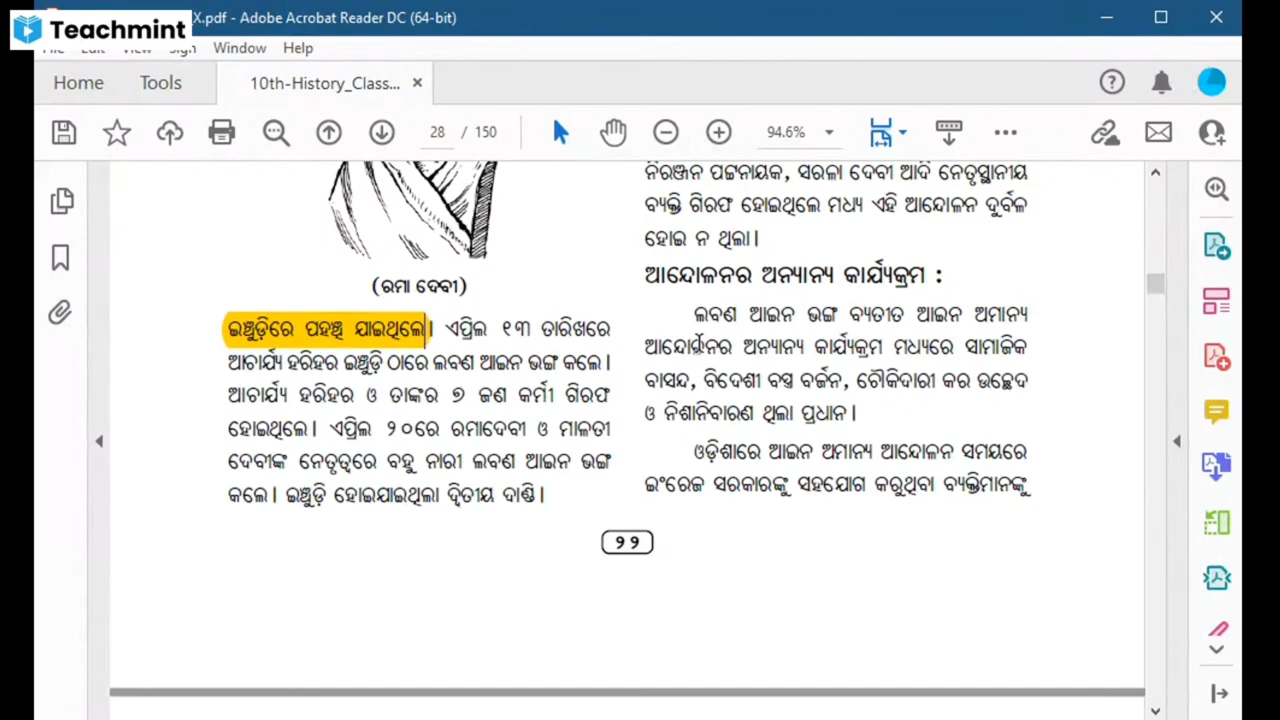 Teachmint
X.pdf - Adobe Acrobat Reader DC (64-bit)
File Edit View Sign Window Help
Home Tools 10th-History_Class... ×
28 / 150 94.6%
(ରମା ଦେବୀ)
ଇଞ୍ଚୁଡ଼ିରେ ପହଞ୍ଚି ଯାଇଥିଲେ। ଏପ୍ରିଲ ୧୩ ତାରିଖରେ
ଆଚାର୍ଯ୍ୟ ହରିହର ଇଞ୍ଚୁଡ଼ି ଠାରେ ଲବଣ ଆଇନ ଭଙ୍ଗ କଲେ।
ଆଚାର୍ଯ୍ୟ ହରିହର ଓ ତାଙ୍କର ୭ ଜଣ କର୍ମୀ ଗିରଫ
ହୋଇଥିଲେ। ଏପ୍ରିଲ ୨୦ରେ ରମାଦେବୀ ଓ ମାଳତୀ
ଦେବୀଙ୍କ ନେତୃତ୍ୱରେ ବହୁ ନାରୀ ଲବଣ ଆଇନ ଭଙ୍ଗ
କଲେ। ଇଞ୍ଚୁଡ଼ି ହୋଇଯାଇଥିଲା ଦ୍ୱିତୀୟ ଦାଣ୍ଡି।
ନିରଞ୍ଜନ ପଟ୍ଟନାୟକ, ସରଳା ଦେବୀ ଆଦି ନେତୃସ୍ଥାନୀୟ
ବ୍ୟକ୍ତି ଗିରଫ ହୋଇଥିଲେ ମଧ୍ୟ ଏହି ଆନ୍ଦୋଳନ ଦୁର୍ବଳ
ହୋଇ ନ ଥିଲା।
ଆନ୍ଦୋଳନର ଅନ୍ୟାନ୍ୟ କାର୍ଯ୍ୟକ୍ରମ :
ଲବଣ ଆଇନ ଭଙ୍ଗ ବ୍ୟତୀତ ଆଇନ ଅମାନ୍ୟ
ଆନ୍ଦୋଳନର ଅନ୍ୟାନ୍ୟ କାର୍ଯ୍ୟକ୍ରମ ମଧ୍ୟରେ ସାମାଜିକ
ବାସନ୍ଦ, ବିଦେଶୀ ବସ୍ତ୍ର ବର୍ଜନ, ଚୌକିଦାରୀ କର ଉଚ୍ଛେଦ
ଓ ନିଶାନିବାରଣ ଥିଲା ପ୍ରଧାନ।
ଓଡ଼ିଶାରେ ଆଇନ ଅମାନ୍ୟ ଆନ୍ଦୋଳନ ସମୟରେ
ଇଂରେଜ ସରକାରଙ୍କୁ ସହଯୋଗ କରୁଥିବା ବ୍ୟକ୍ତିମାନଙ୍କୁ
୨୨